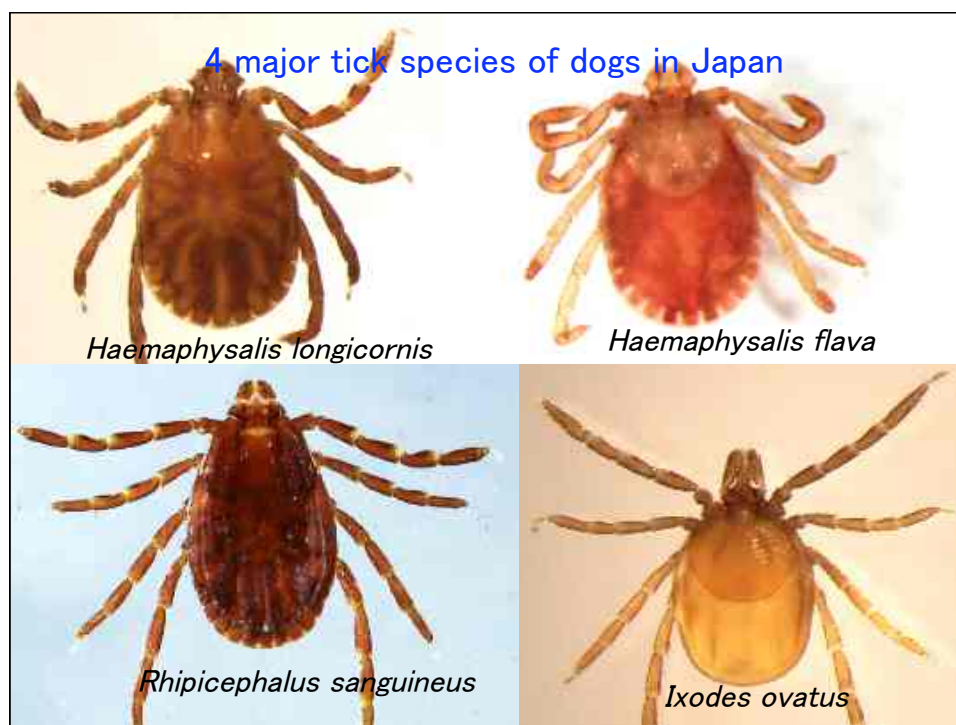 4 major tick species of dogs in Japan
Haemaphysalis longicornis
Haemaphysalis flava
Rhipicephalus sanguineus
Ixodes ovatus